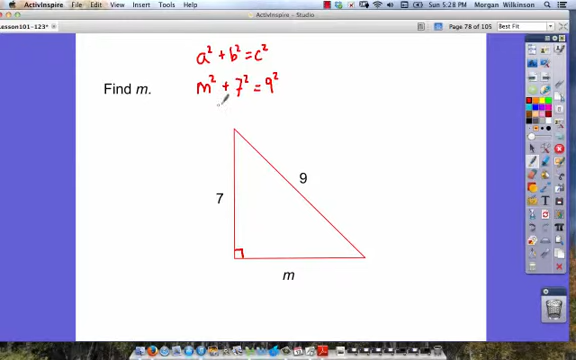 ActivInspire File Edit View Insert Tools Help Sun 5:28 PM Morgan Wilkinson
ActivInspire – Studio
Lesson101-123* Page 78 of 105 Best Fit
a² + b² = c²
Find m. m² + 7² = 9²
9
7
m